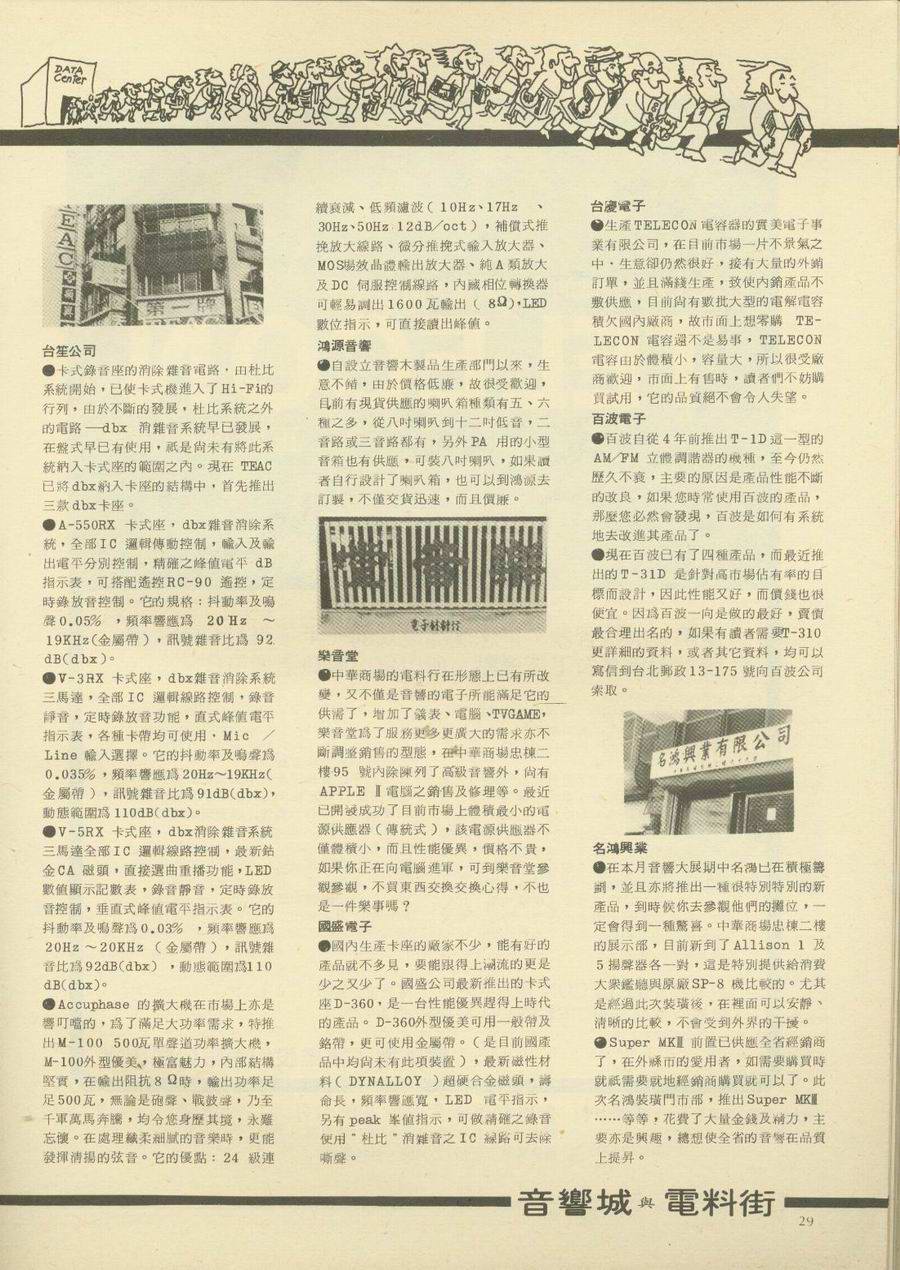 DATA
Center
EAC
第一牌
台笙公司
●卡式錄音座的消除雜音電路，由杜比
系統開始，已使卡式機進入了Hi-Fi的
行列，由於不斷的發展，杜比系統之外
的電路—dbx 消雜音系統早已發展，
在盤式早已有使用，祇是尚未有將此系
統納入卡式座的範圍之內。現在 TEAC
已將dbx納入卡座的結構中，首先推出
三款dbx卡座。
●A-550RX 卡式座，dbx雜音消除系
統，全部IC 邏輯傳動控制，輸入及輸
出電平分別控制，精確之峰值電平 dB
指示表，可搭配遙控RC-90 遙控，定
時錄放音控制。它的規格：抖動率及鳴
聲0.05% ，頻率響應爲 20Hz ～
19KHz(金屬帶)，訊號雜音比爲 92
dB(dbx)。
●V-3RX 卡式座，dbx雜音消除系統
三馬達，全部IC 邏輯線路控制，錄音
靜音，定時錄放音功能，直式峰值電平
指示表，各種卡帶均可使用，Mic ／
Line 輸入選擇。它的抖動率及鳴聲爲
0.035%，頻率響應爲20Hz~19KHz(
金屬帶)，訊號雜音比爲91dB(dbx)，
動態範圍爲110dB(dbx)。
●V-5RX 卡式座，dbx消除雜音系統
三馬達全部IC 邏輯線路控制，最新鈷
金CA 磁頭，直接選曲重播功能，LED
數值顯示記數表，錄音靜音，定時錄放
音控制，垂直式峰值電平指示表。它的
抖動率及鳴聲爲0.03% ，頻率響應爲
20Hz ～20KHz (金屬帶)，訊號雜
音比爲92dB(dbx) ，動態範圍爲110
dB(dbx)。
●Accuphase 的擴大機在市場上亦是
響叮噹的，爲了滿足大功率需求，特推
出M-100 500瓦單聲道功率擴大機，
M-100外型優美，極富魅力，內部結構
堅實，在輸出阻抗8Ω時，輸出功率足
足500瓦，無論是砲聲、戰鼓聲，乃至
千軍萬馬奔騰，均令您身歷其境，永難
忘懷。在處理纖柔細膩的音樂時，更能
發揮清揚的弦音。它的優點：24 級連
續衰減、低頻濾波(10Hz、17Hz 、
30Hz、50Hz 12dB／oct)，補償式推
挽放大線路、微分推挽式輸入放大器、
MOS場效晶體輸出放大器、純A類放大
及DC 伺服控制線路，內藏相位轉換器
可輕易調出1600瓦輸出( 8Ω)，LED
數位指示，可直接讀出峰值。
鴻源音響
●自設立音響木製品生產部門以來，生
意不絕，由於價格低廉，故很受歡迎，
目前有現貨供應的喇叭箱種類有五、六
種之多，從八吋喇叭到十二吋低音，二
音路或三音路都有，另外PA 用的小型
音箱也有供應，可裝八吋喇叭，如果讀
者自行設計了喇叭箱，也可以到鴻源去
訂製，不僅交貨迅速，而且價廉。
電子材料行
樂音堂
●中華商場的電料行在形態上已有所改
變，又不僅是音響的電子所能滿足它的
供需了，增加了儀表、電腦、TVGAME，
樂音堂爲了服務更多更廣大的需求亦不
斷調整銷售的型態，在中華商場忠棟二
樓95 號內除陳列了高級音響外，尚有
APPLE Ⅱ電腦之銷售及修理等。最近
已開發成功了目前市場上體積最小的電
源供應器(傳統式)，該電源供應器不
僅體積小，而且性能優異，價格不貴，
如果你正在向電腦進軍，可到樂音堂參
觀參觀，不買東西交換交換心得，不也
是一件樂事嗎？
國盛電子
●國內生產卡座的廠家不少，能有好的
產品就不多見，要能跟得上潮流的更是
少之又少了。國盛公司最新推出的卡式
座D-360，是一台性能優異趕得上時代
的產品。D-360外型優美可用一般帶及
鉻帶，更可使用金屬帶。(是目前國產
品中均尚未有此項裝置)，最新磁性材
料(DYNALLOY )超硬合金磁頭，壽
命長，頻率響應寬，LED 電平指示，
另有peak 峯值指示，可做精確之錄音
使用"杜比"消雜音之IC 線路可去除
嘶聲。
台慶電子
●生產TELECON電容器的實美電子事
業有限公司，在目前市場一片不景氣之
中，生意卻仍然很好，接有大量的外銷
訂單，並且滿綫生產，致使內銷產品不
敷供應，目前尚有數批大型的電解電容
積欠國內廠商，故市面上想零購 TE-
LECON 電容還不是易事，TELECON
電容由於體積小，容量大，所以很受廠
商歡迎，市面上有售時，讀者們不妨購
買試用，它的品質絕不會令人失望。
百波電子
●百波自從4年前推出T-1D這一型的
AM／FM 立體調諧器的機種，至今仍然
歷久不衰，主要的原因是產品性能不斷
的改良，如果您時常使用百波的產品，
那麼您必然會發現，百波是如何有系統
地去改進其產品了。
●現在百波已有了四種產品，而最近推
出的T-31D 是針對高市場佔有率的目
標而設計，因此性能又好，而價錢也很
便宜。因爲百波一向是做的最好，賣價
最合理出名的，如果有讀者需要T-310
更詳細的資料，或者其它資料，均可以
寫信到台北郵政13-175 號向百波公司
索取。
名鴻興業有限公司
名鴻興業
●在本月音響大展期中名鴻已在積極籌
劃，並且亦將推出一種很特別特別的新
產品，到時候你去參觀他們的攤位，一
定會得到一種驚喜。中華商場忠棟二樓
的展示部，目前新到了Allison 1 及
5揚聲器各一對，這是特別提供給消費
大衆鑑聽與原廠SP-8 機比較的。尤其
是經過此次裝璜後，在裡面可以安靜、
清晰的比較，不會受到外界的干擾。
●Super MKⅡ 前置已供應全省經銷商
了，在外縣市的愛用者，如需要購買時
就祇需要就地經銷商購買就可以了。此
次名鴻裝璜門市部，推出Super MKⅡ
……等等，花費了大量金錢及精力，主
要亦是興趣，總想使全省的音響在品質
上提昇。
音響城與電料街
29